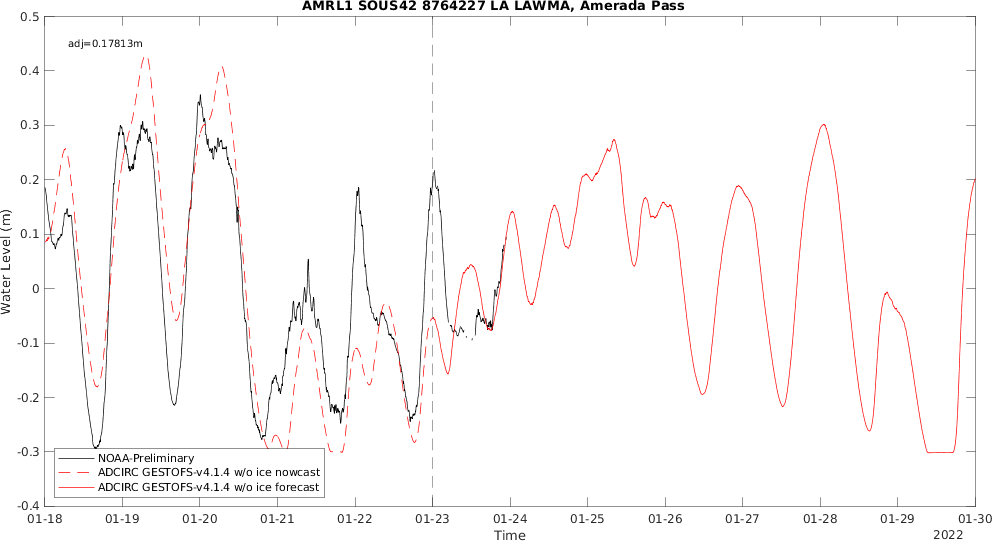 AMRL1 SOUS42 8764227 LA LAWMA, Amerada Pass
adj=0.17813m
0.5
0.4
0.3
0.2
0.1
0
-0.1
-0.2
-0.3
-0.4
Water Level (m)
NOAA-Preliminary
ADCIRC GESTOFS-v4.1.4 w/o ice nowcast
ADCIRC GESTOFS-v4.1.4 w/o ice forecast
01-18 01-19 01-20 01-21 01-22 01-23 01-24 01-25 01-26 01-27 01-28 01-29 01-30
Time
2022